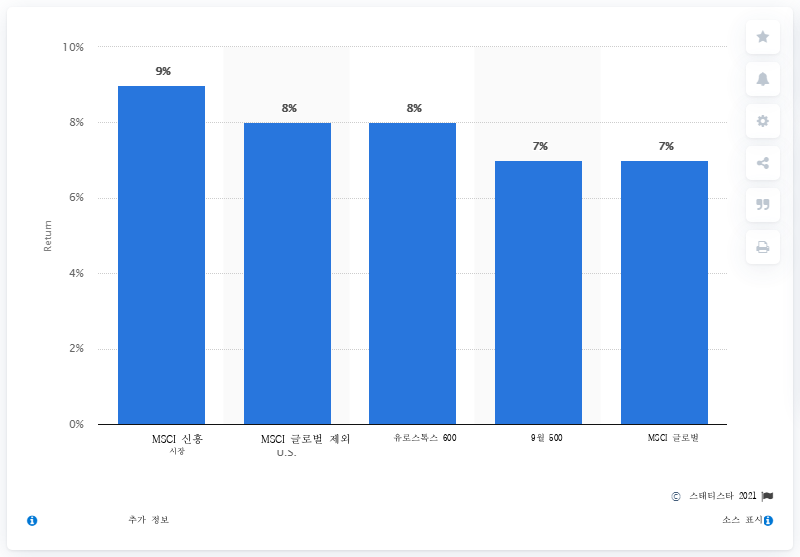 10%
9%
8%
8%
8%
7%
7%
6%
4%
2%
0%
Return
MSCI 신흥
시장
MSCI 글로벌 제외
U.S.
유로스톡스 600
9월 500
MSCI 글로벌
© 스태티스타 2021
추가 정보
소스 표시